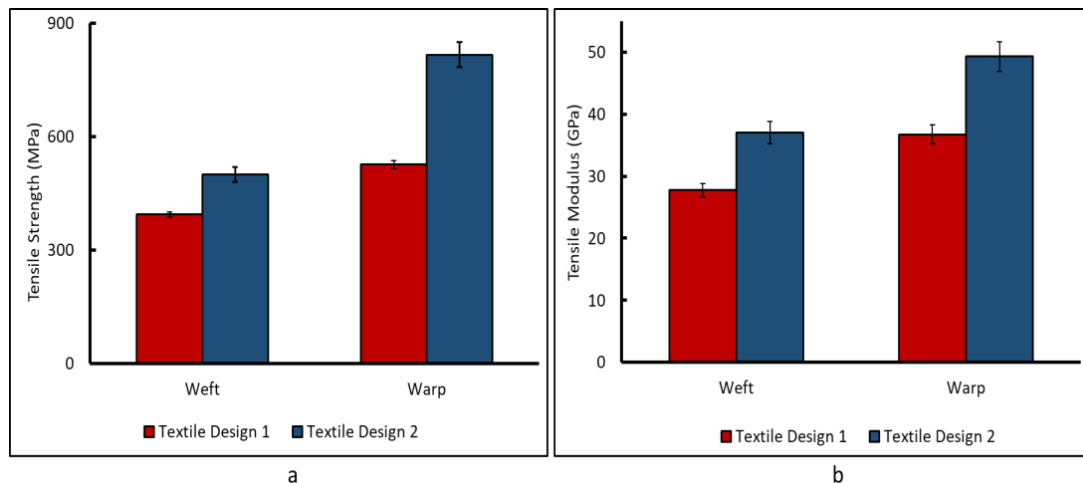 900
600
300
0
Tensile Strength (MPa)
Weft Warp
Textile Design 1 Textile Design 2
a
50
40
30
20
10
0
Tensile Modulus (GPa)
Weft Warp
Textile Design 1 Textile Design 2
b